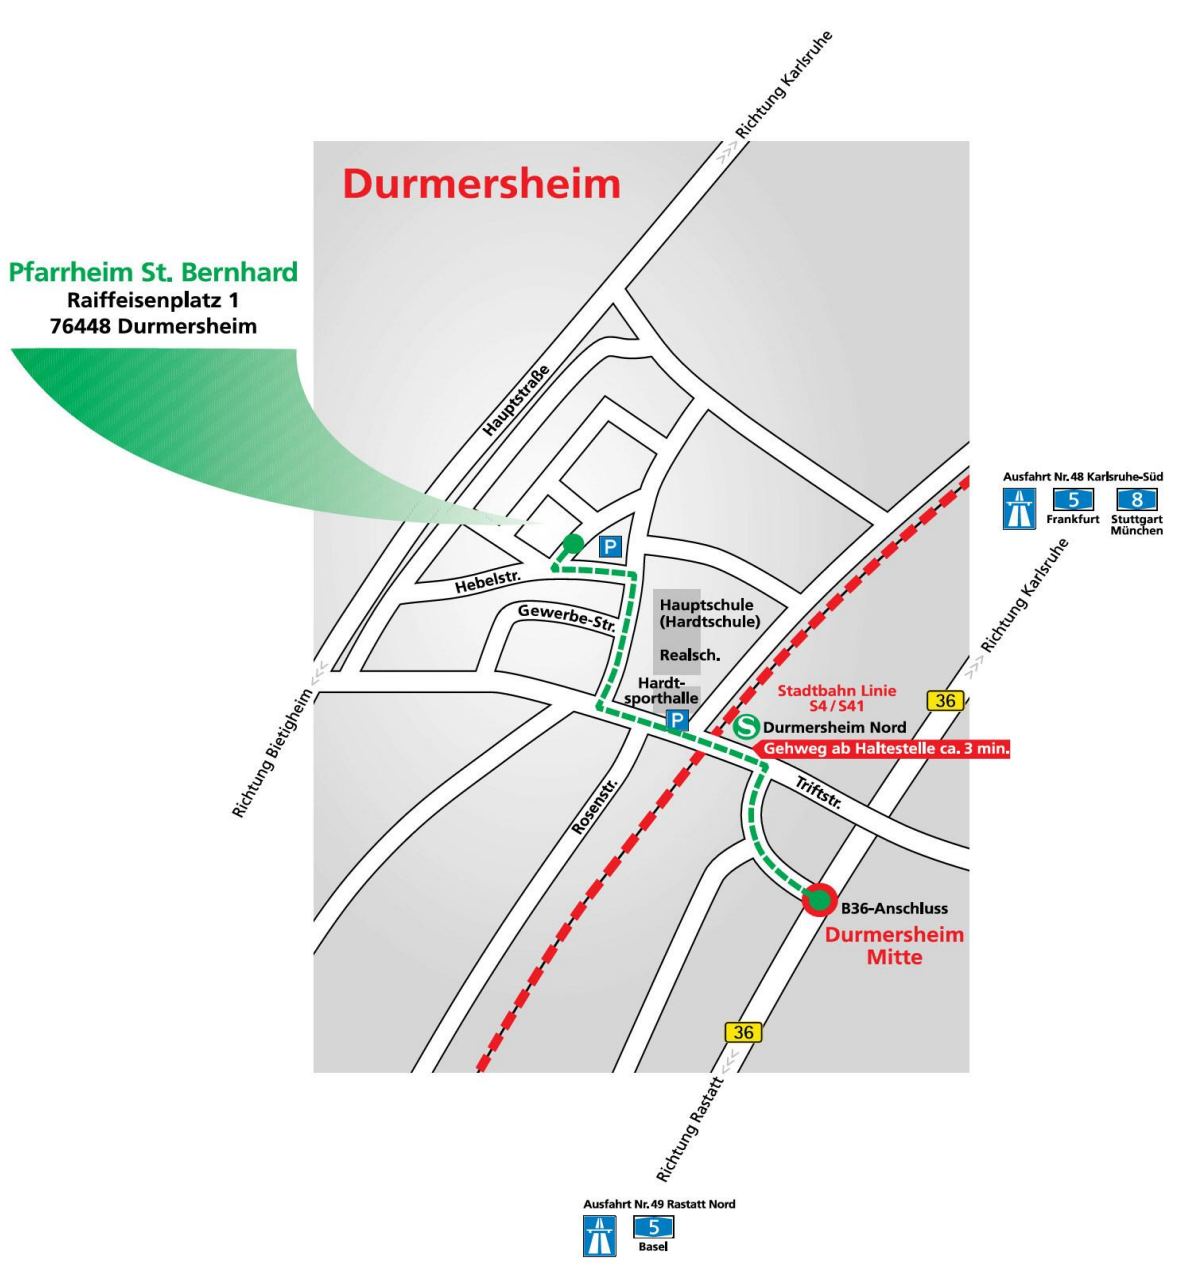 Richtung Karlsruhe
Durmersheim
Pfarrheim St. Bernhard
Raiffeisenplatz 1
76448 Durmersheim
Hauptstraße
Ausfahrt Nr. 48 Karlsruhe-Süd
5
8
Frankfurt
Stuttgart
München
P
Hebelstr.
Gewerbe-Str.
Hauptschule
(Hardtschule)
Realsch.
Hardt-
sporthalle
P
Richtung Karlsruhe
Stadtbahn Linie
S4 / S41
36
S
Durmersheim Nord
Gehweg ab Haltestelle ca. 3 min.
Richtung Bietigheim
Rosenstr.
Triftstr.
B36-Anschluss
Durmersheim
Mitte
36
Richtung Rastatt
Ausfahrt Nr. 49 Rastatt Nord
5
Basel